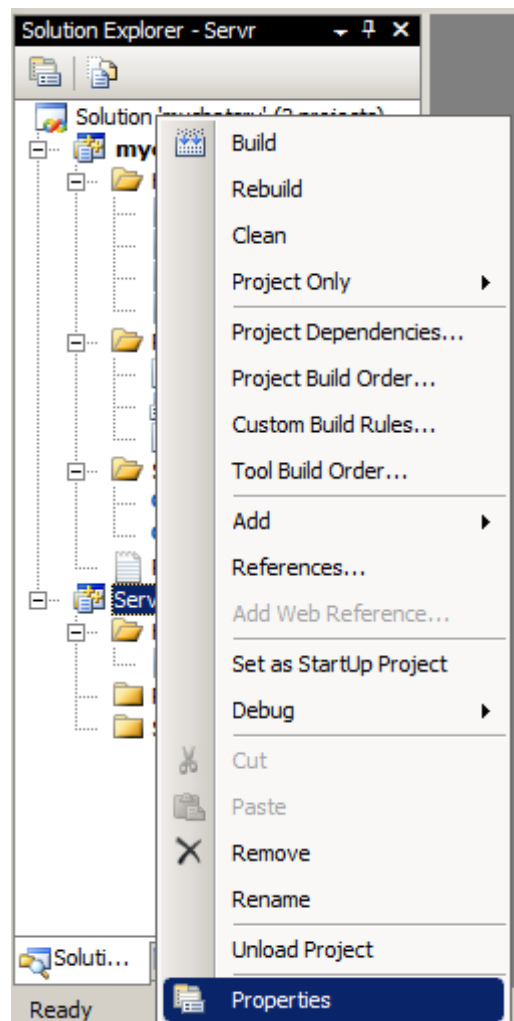 Solution Explorer - Servr
Solution
Build
Rebuild
Clean
Project Only
Project Dependencies...
Project Build Order...
Custom Build Rules...
Tool Build Order...
Add
References...
Serv
Add Web Reference...
Set as StartUp Project
Debug
Cut
Paste
Remove
Rename
Unload Project
Soluti...
Properties
Ready